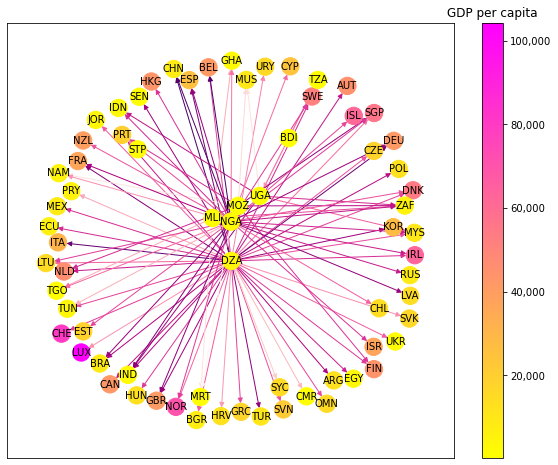 GDP per capita
GHA
CHN
BEL
URY
CYP
HKG
ESP
MUS
TZA
AUT
SEN
SWE
IDN
ISL
SGP
JOR
PRT
BDI
NZL
STP
CZE
DEU
FRA
POL
NAM
PRY
UGA
DNK
MEX
MOZ
ZAF
MLI
NGA
ECU
KOR
MYS
ITA
IRL
LTU
NLD
DZA
RUS
TGO
LVA
TUN
CHL
SVK
CHE
EST
LUX
ISR
UKR
BRA
IND
FIN
CAN
ARG
EGY
HUN
GBR
MRT
SYC
CMR
NOR
OMN
BGR
HRV
GRC
TUR
SVN
100,000
80,000
60,000
40,000
20,000